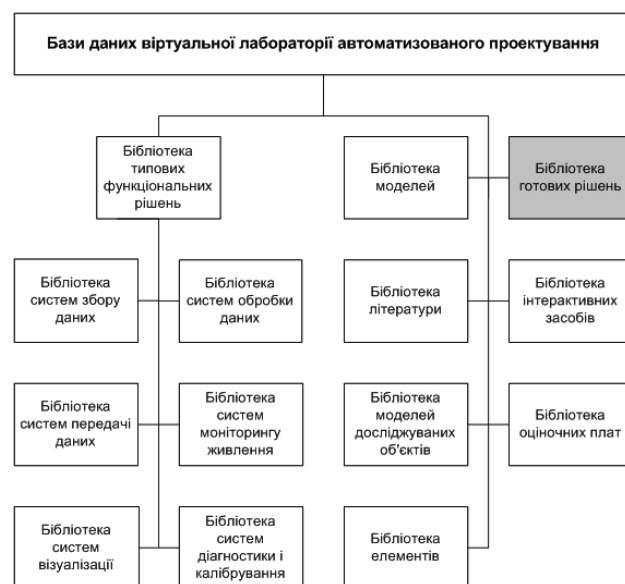 Бази даних віртуальної лабораторії автоматизованого проектування
Бібліотека
типових
функціональних
рішень
Бібліотека
моделей
Бібліотека
готових рішень
Бібліотека
систем збору
даних
Бібліотека
систем обробки
даних
Бібліотека
літератури
Бібліотека
інтерактивних
засобів
Бібліотека
систем передачі
даних
Бібліотека
систем
моніторингу
живлення
Бібліотека
моделей
досліджуваних
об'єктів
Бібліотека
оціночних плат
Бібліотека
систем
візуалізації
Бібліотека
систем
діагностики і
калібрування
Бібліотека
елементів